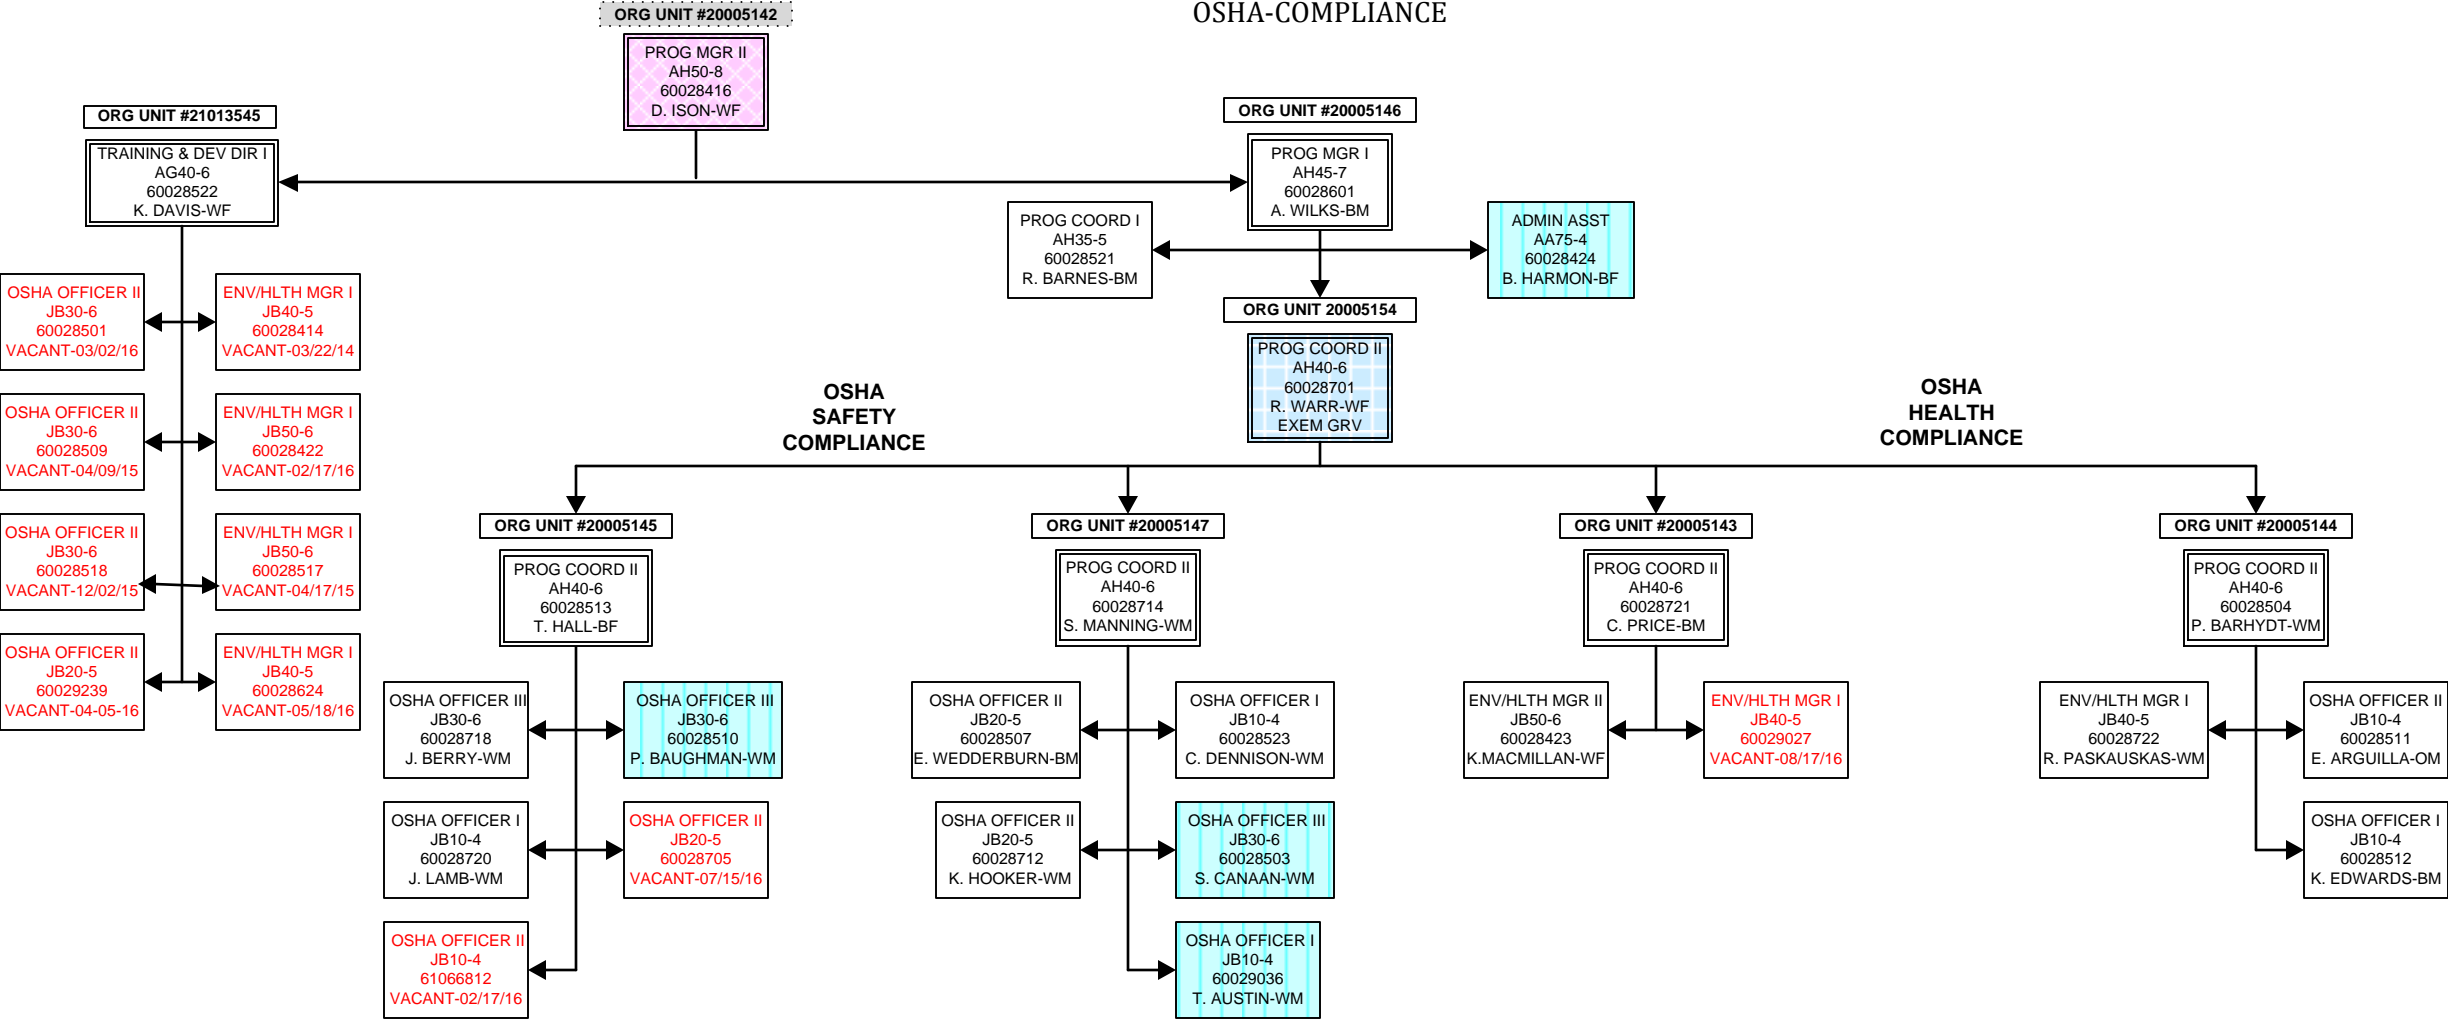 OSHA-COMPLIANCE
ORG UNIT #20005142
PROG MGR II
AH50-8
60028416
D. ISON-WF
ORG UNIT #21013545
TRAINING & DEV DIR I
AG40-6
60028522
K. DAVIS-WF
ORG UNIT #20005146
PROG MGR I
AH45-7
60028601
A. WILKS-BM
PROG COORD I
AH35-5
60028521
R. BARNES-BM
ADMIN ASST
AA75-4
60028424
B. HARMON-BF
OSHA OFFICER II
JB30-6
60028501
VACANT-03/02/16
ENV/HLTH MGR I
JB40-5
60028414
VACANT-03/22/14
OSHA OFFICER II
JB30-6
60028509
VACANT-04/09/15
ENV/HLTH MGR I
JB50-6
60028422
VACANT-02/17/16
OSHA OFFICER II
JB30-6
60028518
VACANT-12/02/15
ENV/HLTH MGR I
JB50-6
60028517
VACANT-04/17/15
OSHA OFFICER II
JB20-5
60029239
VACANT-04-05-16
ENV/HLTH MGR I
JB40-5
60028624
VACANT-05/18/16
ORG UNIT 20005154
PROG COORD II
AH40-6
60028701
R. WARR-WF
EXEM GRV
OSHA
SAFETY
COMPLIANCE
OSHA
HEALTH
COMPLIANCE
ORG UNIT #20005145
PROG COORD II
AH40-6
60028513
T. HALL-BF
OSHA OFFICER III
JB30-6
60028718
J. BERRY-WM
OSHA OFFICER III
JB30-6
60028510
P. BAUGHMAN-WM
OSHA OFFICER I
JB10-4
60028720
J. LAMB-WM
OSHA OFFICER II
JB20-5
60028705
VACANT-07/15/16
OSHA OFFICER II
JB10-4
61066812
VACANT-02/17/16
ORG UNIT #20005147
PROG COORD II
AH40-6
60028714
S. MANNING-WM
OSHA OFFICER II
JB20-5
60028507
E. WEDDERBURN-BM
OSHA OFFICER I
JB10-4
60028523
C. DENNISON-WM
OSHA OFFICER II
JB20-5
60028712
K. HOOKER-WM
OSHA OFFICER III
JB30-6
60028503
S. CANAAN-WM
OSHA OFFICER I
JB10-4
60029036
T. AUSTIN-WM
ORG UNIT #20005143
PROG COORD II
AH40-6
60028721
C. PRICE-BM
ENV/HLTH MGR II
JB50-6
60028423
K.MACMILLAN-WF
ENV/HLTH MGR I
JB40-5
60029027
VACANT-08/17/16
ORG UNIT #20005144
PROG COORD II
AH40-6
60028504
P. BARHYDT-WM
ENV/HLTH MGR I
JB40-5
60028722
R. PASKAUSKAS-WM
OSHA OFFICER II
JB10-4
60028511
E. ARGUILLA-OM
OSHA OFFICER I
JB10-4
60028512
K. EDWARDS-BM